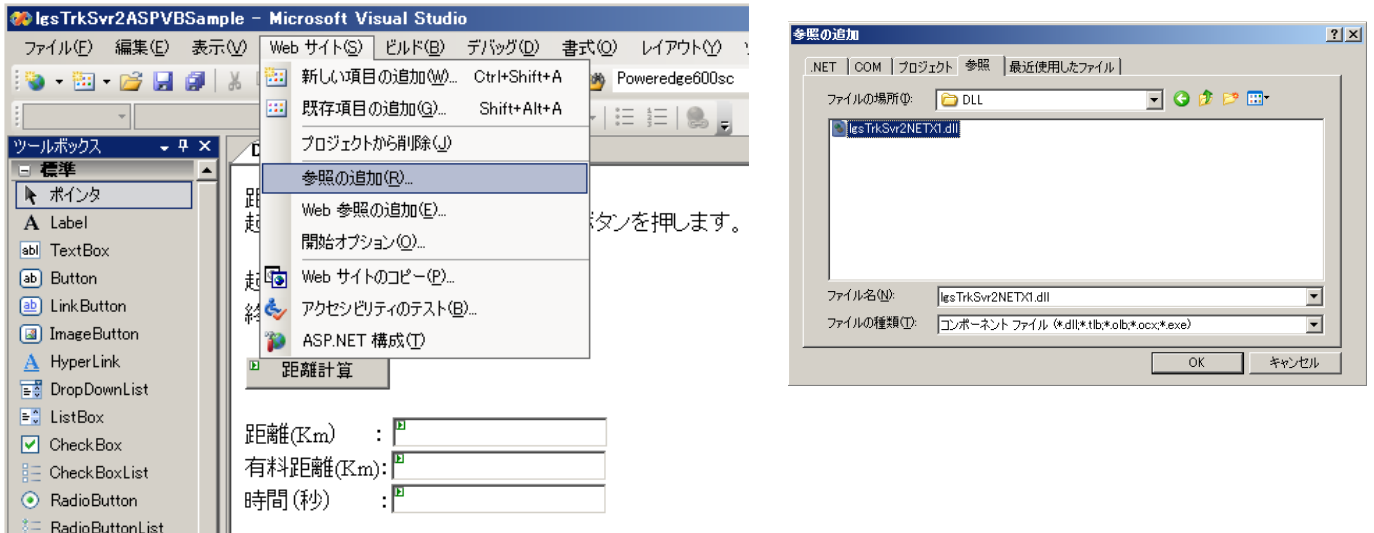 lgsTrkSvr2ASPVBSample - Microsoft Visual Studio
ファイル(F) 編集(E) 表示(V) Web サイト(S) ビルド(B) デバッグ(D) 書式(O) レイアウト(Y)
新しい項目の追加(W)... Ctrl+Shift+A
Poweredge600sc
既存項目の追加(G)... Shift+Alt+A
プロジェクトから削除(J)
参照の追加(R)...
Web 参照の追加(E)...
開始オプション(O)...
Web サイトのコピー(P)...
アクセシビリティのテスト(B)...
ASP.NET 構成(T)
ツールボックス
標準
ポインタ
Label
TextBox
Button
LinkButton
ImageButton
HyperLink
DropDownList
ListBox
CheckBox
CheckBoxList
RadioButton
RadioButtonList
ボタンを押します。
距離計算
距離(Km) :
有料距離(Km):
時間(秒) :
参照の追加
.NET COM プロジェクト 参照 最近使用したファイル
ファイルの場所(I): DLL
lgsTrkSvr2NETX1.dll
ファイル名(N): lgsTrkSvr2NETX1.dll
ファイルの種類(T): コンポーネント ファイル (*.dll;*.tlb;*.olb;*.ocx;*.exe)
OK キャンセル